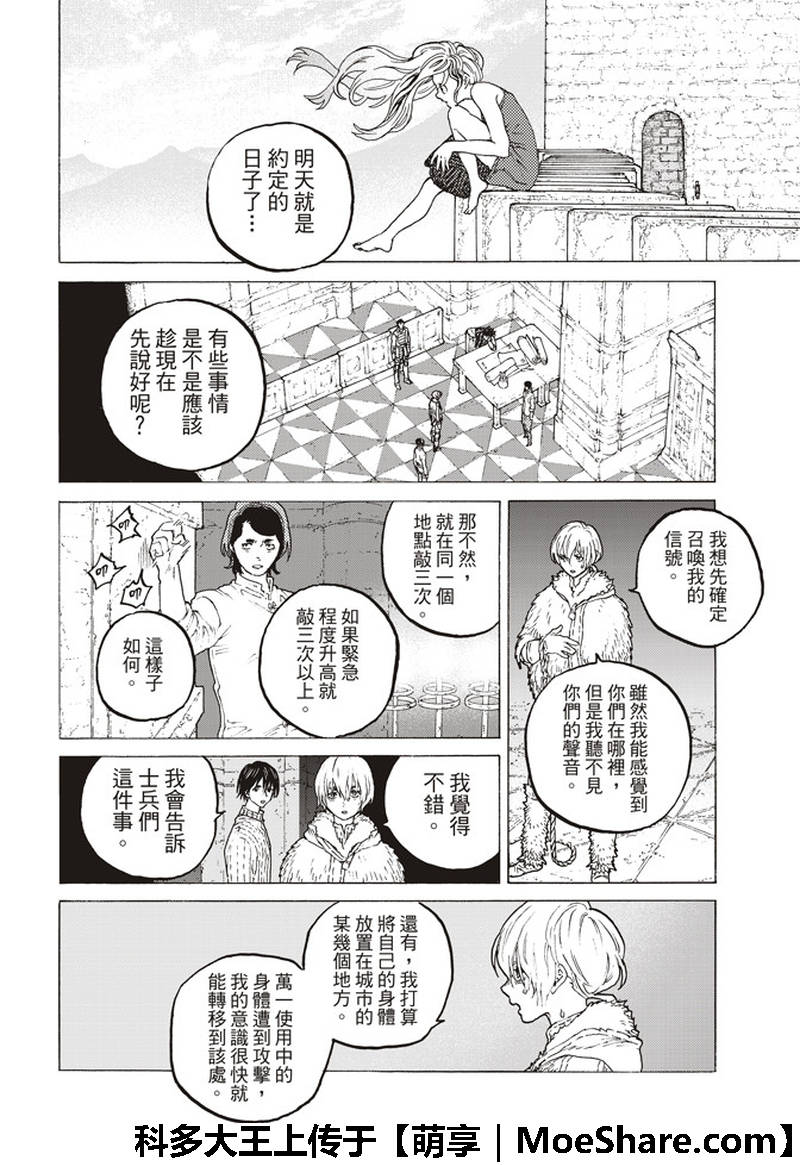 明天就是
約定的
日子了…
有些事情
是不是應該
趁現在
先說好呢？
我想先確定
召喚我的
信號。
雖然我能感覺到
你們在哪裡，
但是我聽不見
你們的聲音。
那不然，
就在同一個
地點敲三次。
如果緊急
程度升高就
敲三次以上。
這樣子
如何。
叩
叩
叩
我覺得
不錯。
我會告訴
士兵們
這件事。
還有，我打算
將自己的身體
放置在城市的
某幾個地方。
萬一使用中的
身體遭到攻擊，
我的意識很快就
能轉移到該處。
科多大王上传于【萌享 | MoeShare.com】